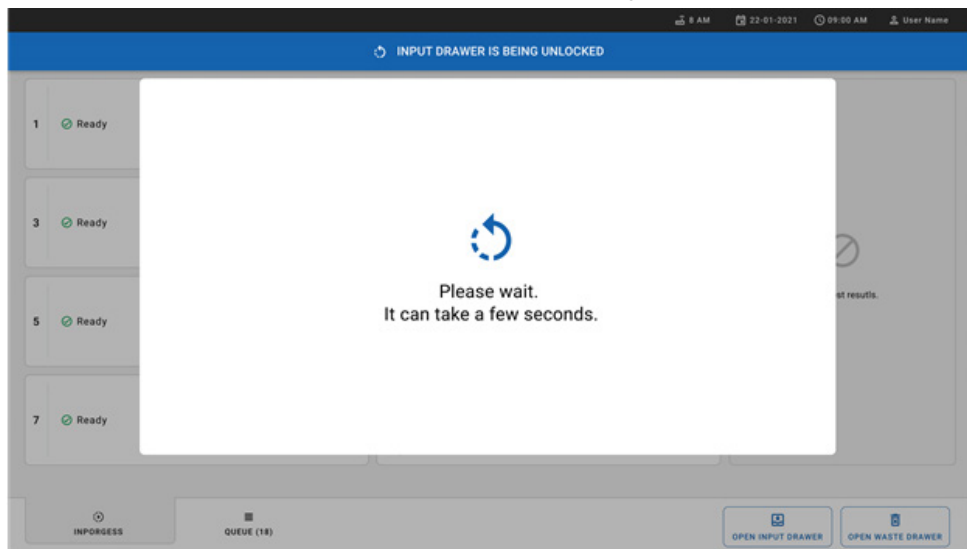 8 AM 22-01-2021 09:00 AM User Name
INPUT DRAWER IS BEING UNLOCKED
1 Ready
3 Ready
5 Ready
7 Ready
Please wait.
It can take a few seconds.
st resutls.
INPORGESS
QUEUE (18)
OPEN INPUT DRAWER
OPEN WASTE DRAWER